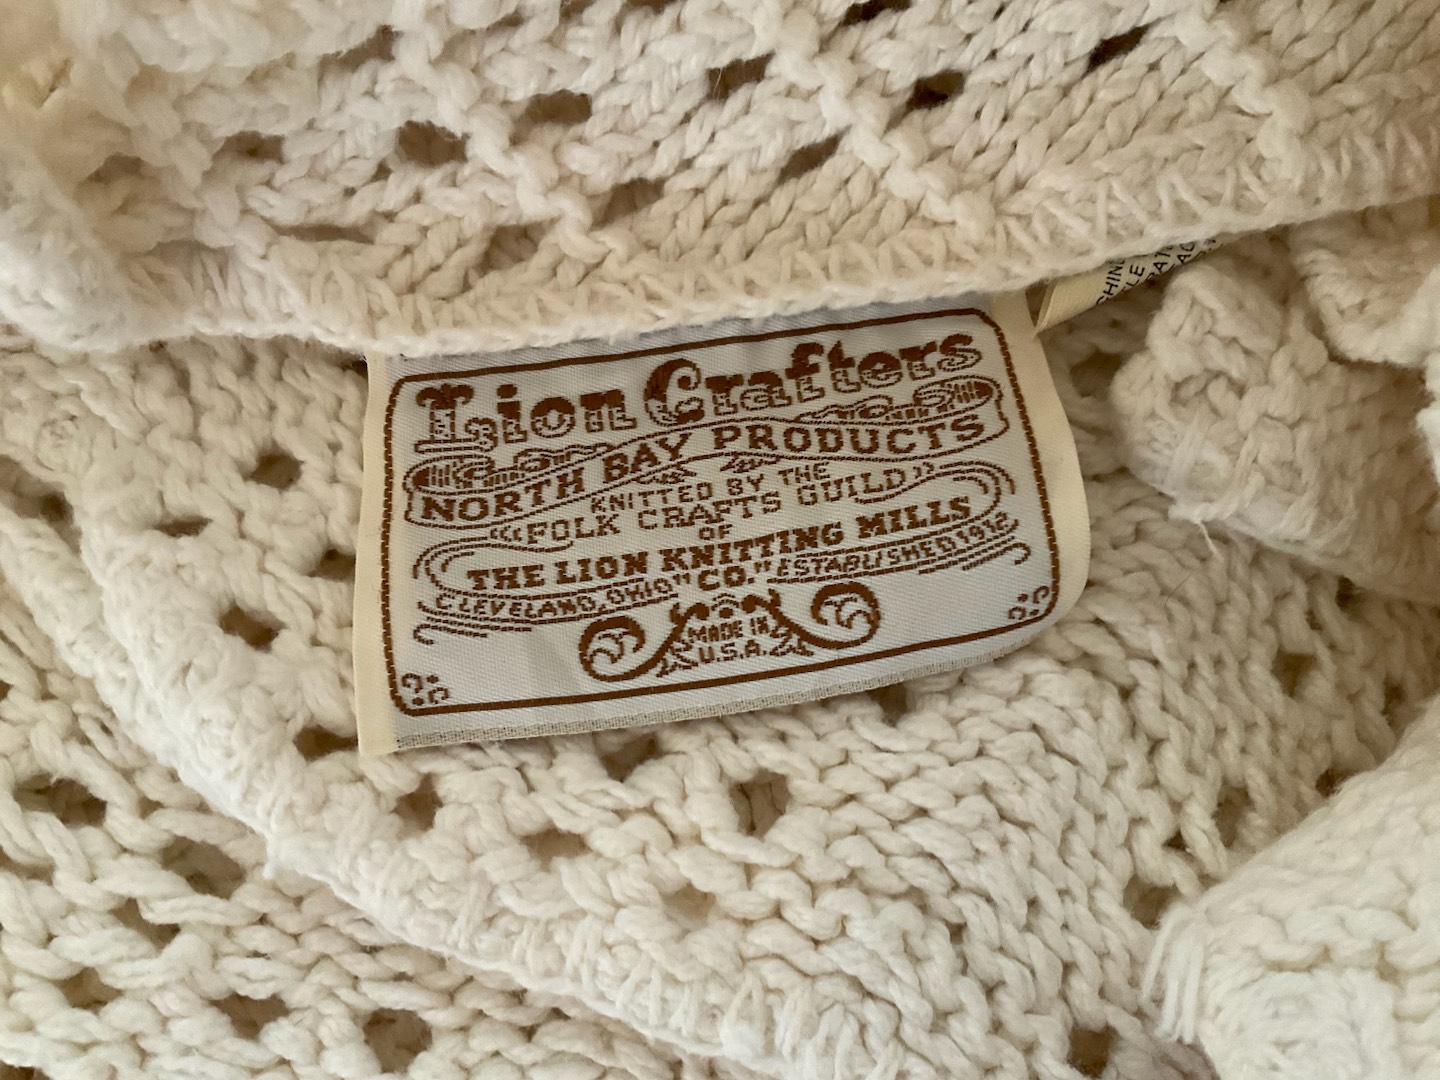 Lion Crafters
NORTH BAY PRODUCTS
KNITTED BY THE
"FOLK CRAFTS GUILD"
OF
THE LION KNITTING MILLS
CLEVELAND, OHIO "CO." ESTABLISHED 1912
MADE IN
U.S.A.